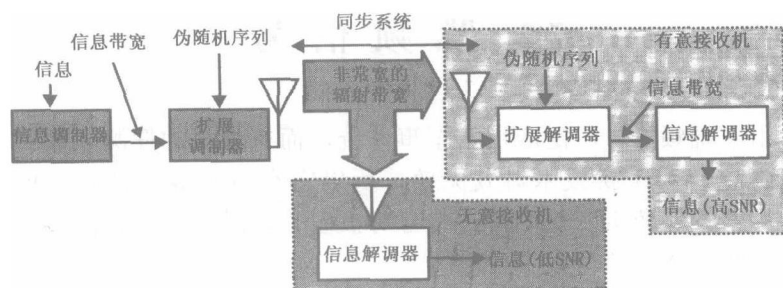 同步系统
信息带宽
伪随机序列
有意接收机
信息
非常宽的
辐射带宽
伪随机序列
信息带宽
信息调制器
扩展
调制器
扩展解调器
信息解调器
信息(高SNR)
无意接收机
信息解调器
信息(低SNR)